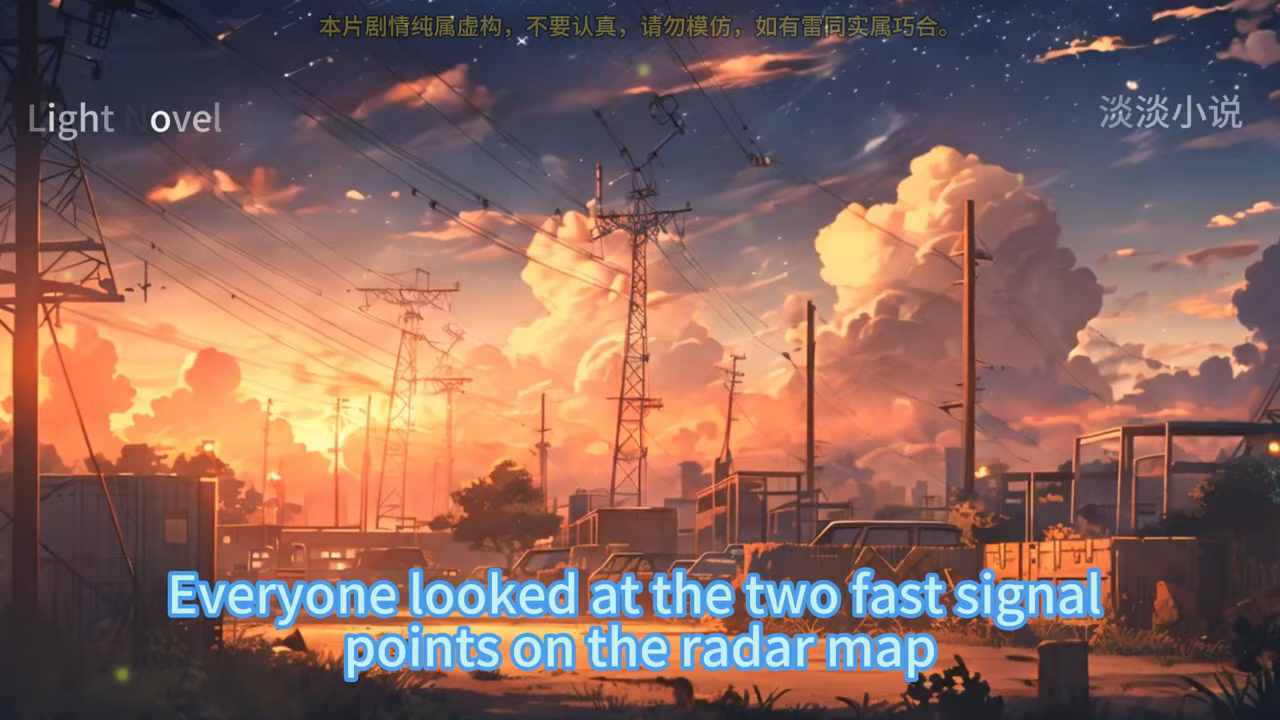 本片剧情纯属虚构，不要认真，请勿模仿，如有雷同实属巧合。
Light Novel
淡淡小说
Everyone looked at the two fast signal
points on the radar map